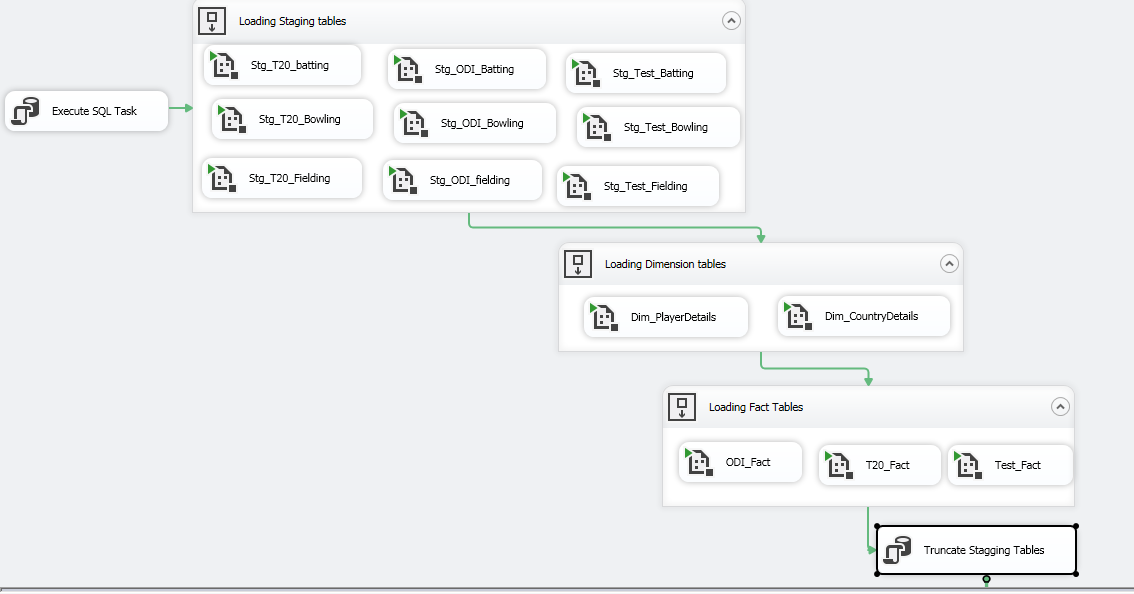 Loading Staging tables
Stg_T20_batting
Stg_ODI_Batting
Stg_Test_Batting
Execute SQL Task
Stg_T20_Bowling
Stg_ODI_Bowling
Stg_Test_Bowling
Stg_T20_Fielding
Stg_ODI_fielding
Stg_Test_Fielding
Loading Dimension tables
Dim_PlayerDetails
Dim_CountryDetails
Loading Fact Tables
ODI_Fact
T20_Fact
Test_Fact
Truncate Stagging Tables